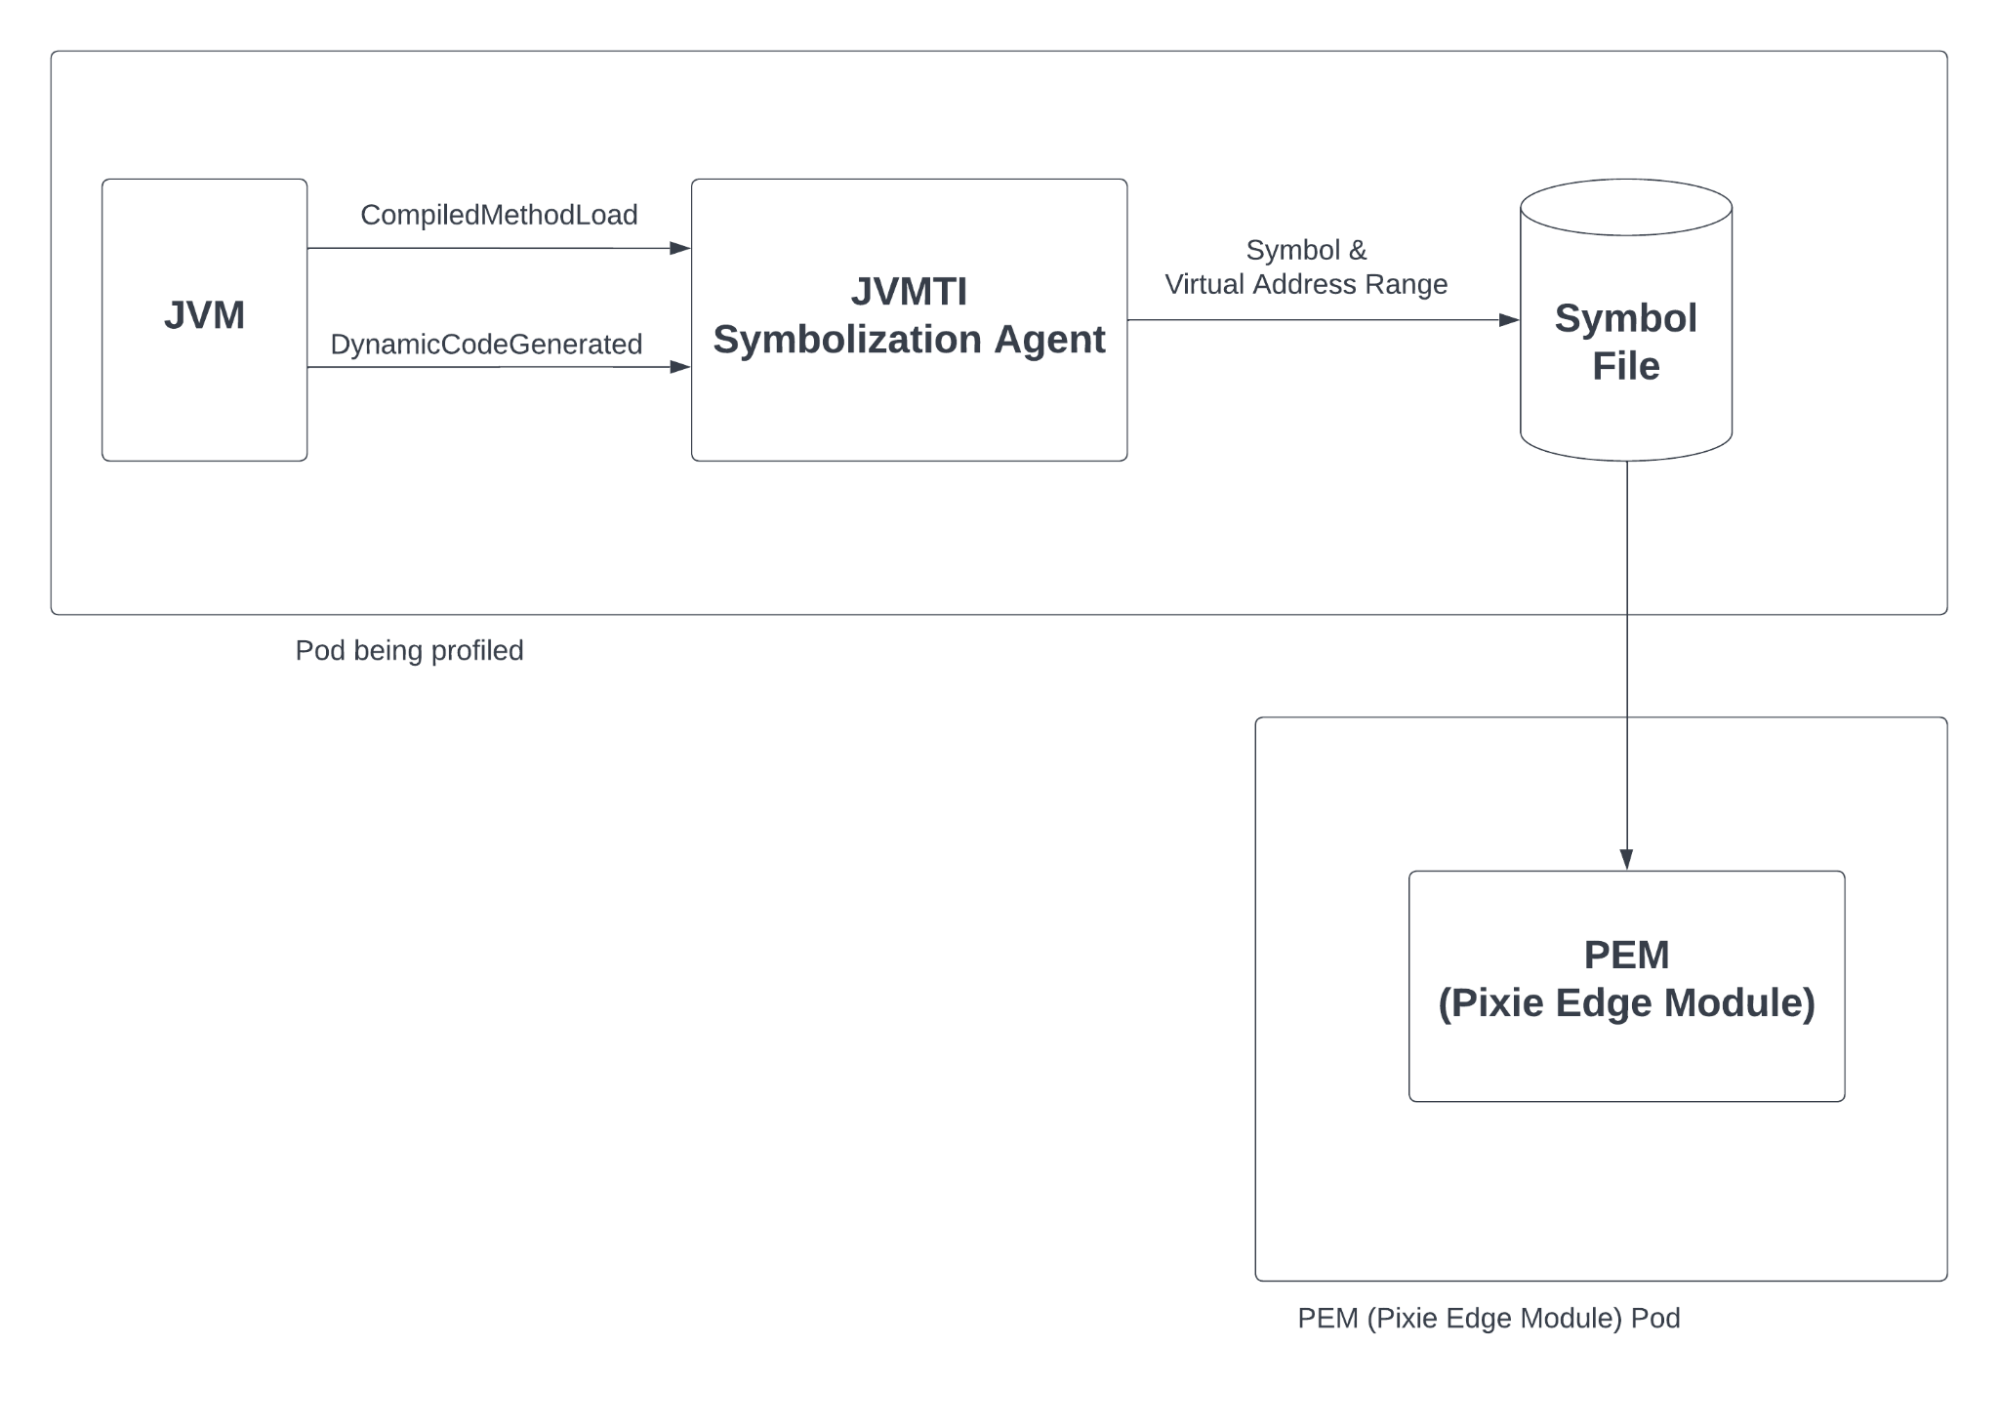 JVM
CompiledMethodLoad
DynamicCodeGenerated
JVMTI
Symbolization Agent
Symbol &
Virtual Address Range
Symbol
File
Pod being profiled
PEM
(Pixie Edge Module)
PEM (Pixie Edge Module) Pod